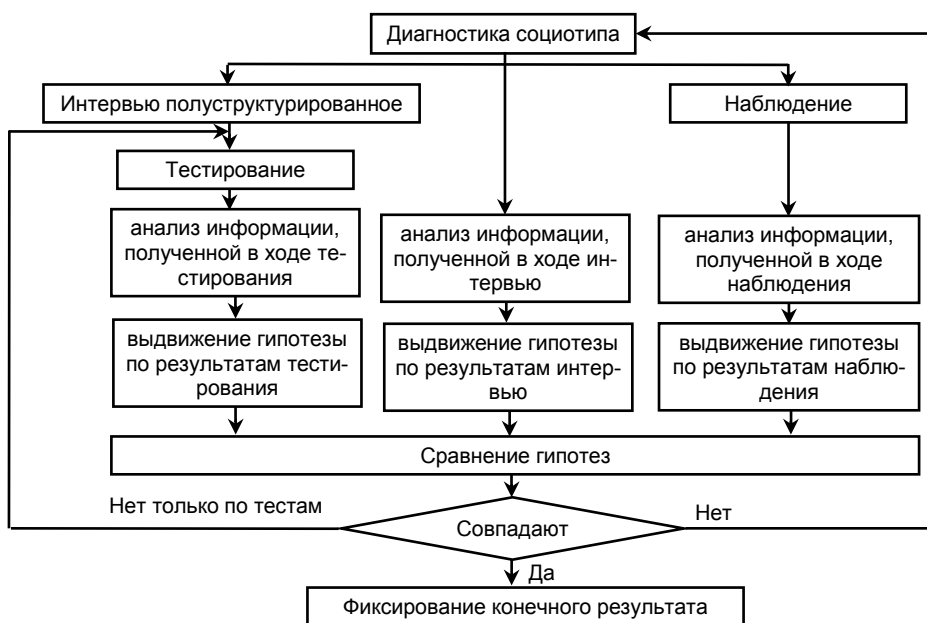 Диагностика социотипа
Интервью полуструктурированное
Наблюдение
Тестирование
анализ информации,
полученной в ходе те-
стирования
анализ информации,
полученной в ходе ин-
тервью
анализ информации,
полученной в ходе
наблюдения
выдвижение гипотезы
по результатам тести-
рования
выдвижение гипотезы
по результатам интер-
вью
выдвижение гипотезы
по результатам наблю-
дения
Сравнение гипотез
Нет только по тестам
Совпадают
Нет
Да
Фиксирование конечного результата